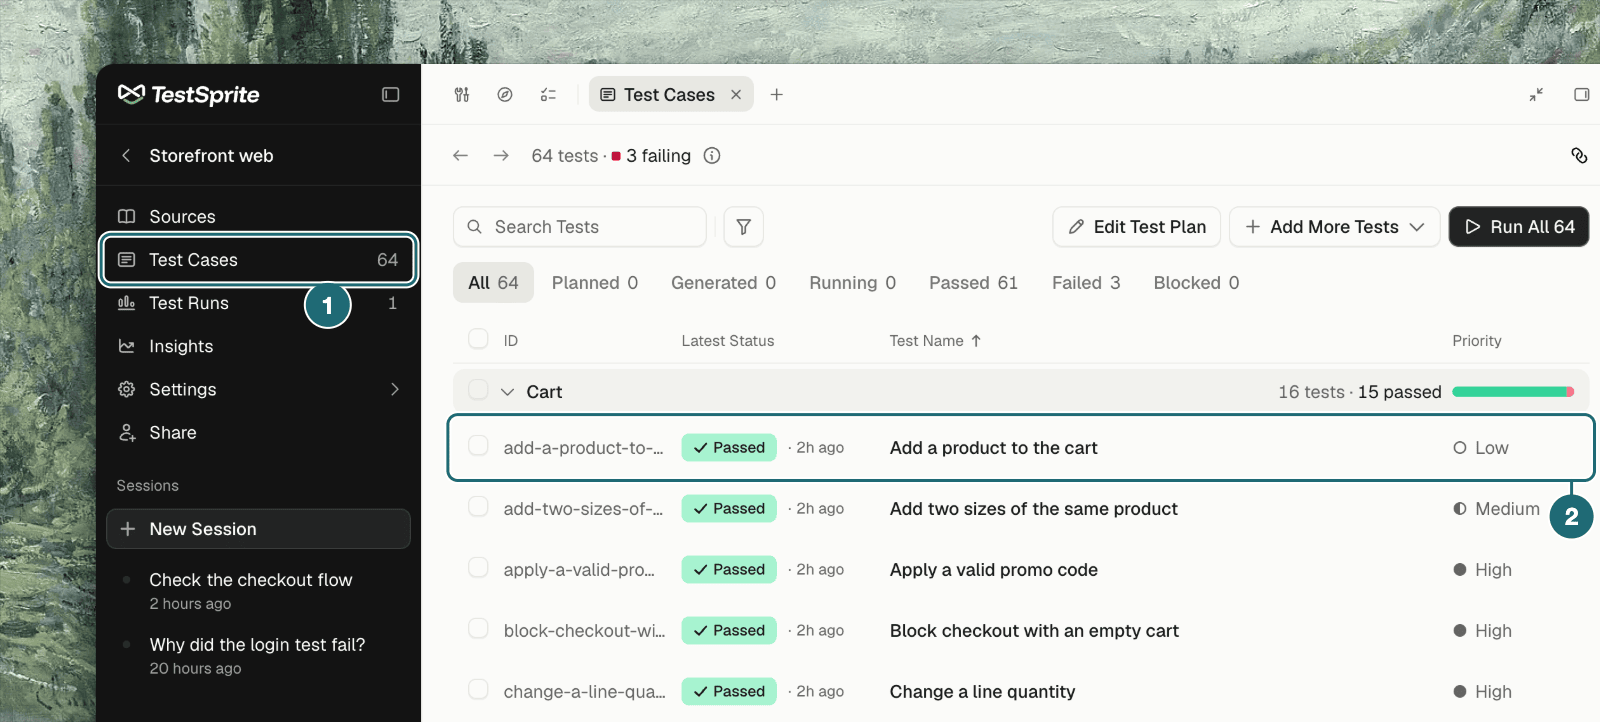 TestSprite
Storefront web
Sources
Test Cases 64
1
Test Runs 1
Insights
Settings
Share
Sessions
New Session
Check the checkout flow
2 hours ago
Why did the login test fail?
20 hours ago
Test Cases
64 tests · 3 failing
Search Tests
Edit Test Plan
Add More Tests
Run All 64
All 64 Planned 0 Generated 0 Running 0 Passed 61 Failed 3 Blocked 0
ID Latest Status Test Name ↑ Priority
Cart 16 tests · 15 passed
add-a-product-to-... Passed · 2h ago Add a product to the cart Low
add-two-sizes-of-... Passed · 2h ago Add two sizes of the same product Medium
2
apply-a-valid-pro... Passed · 2h ago Apply a valid promo code High
block-checkout-wi... Passed · 2h ago Block checkout with an empty cart High
change-a-line-qua... Passed · 2h ago Change a line quantity High